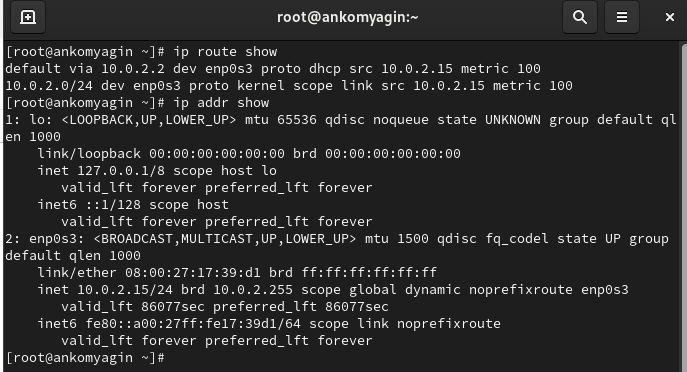 root@ankomyagin:~
[root@ankomyagin ~]# ip route show
default via 10.0.2.2 dev enp0s3 proto dhcp src 10.0.2.15 metric 100
10.0.2.0/24 dev enp0s3 proto kernel scope link src 10.0.2.15 metric 100
[root@ankomyagin ~]# ip addr show
1: lo: <LOOPBACK,UP,LOWER_UP> mtu 65536 qdisc noqueue state UNKNOWN group default ql
en 1000
    link/loopback 00:00:00:00:00:00 brd 00:00:00:00:00:00
    inet 127.0.0.1/8 scope host lo
       valid_lft forever preferred_lft forever
    inet6 ::1/128 scope host
       valid_lft forever preferred_lft forever
2: enp0s3: <BROADCAST,MULTICAST,UP,LOWER_UP> mtu 1500 qdisc fq_codel state UP group
default qlen 1000
    link/ether 08:00:27:17:39:d1 brd ff:ff:ff:ff:ff:ff
    inet 10.0.2.15/24 brd 10.0.2.255 scope global dynamic noprefixroute enp0s3
       valid_lft 86077sec preferred_lft 86077sec
    inet6 fe80::a00:27ff:fe17:39d1/64 scope link noprefixroute
       valid_lft forever preferred_lft forever
[root@ankomyagin ~]#